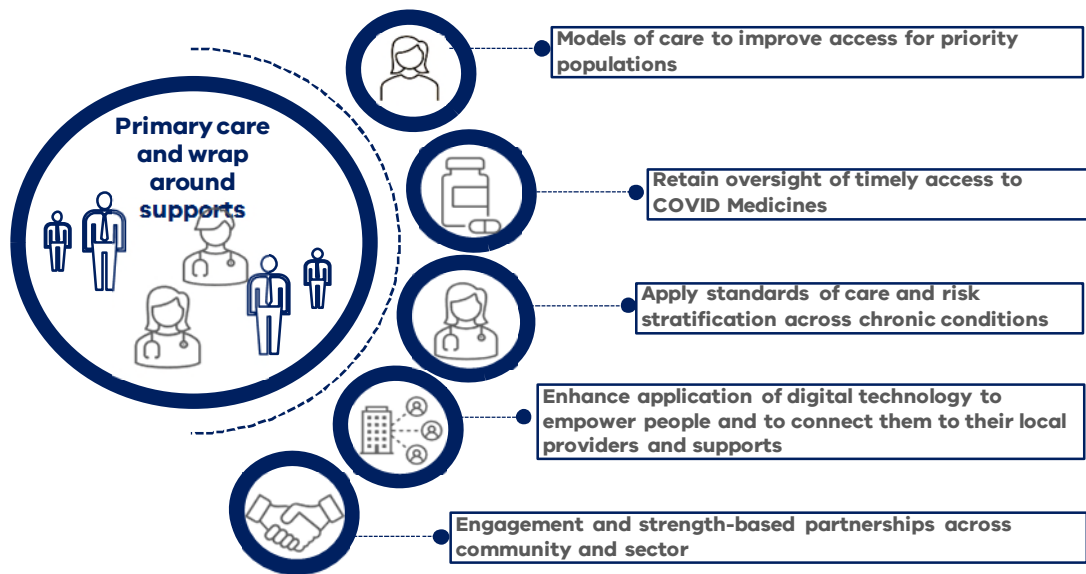 Primary care
and wrap
around
supports
Models of care to improve access for priority
populations
Retain oversight of timely access to
COVID Medicines
Apply standards of care and risk
stratification across chronic conditions
Enhance application of digital technology to
empower people and to connect them to their local
providers and supports
Engagement and strength-based partnerships across
community and sector